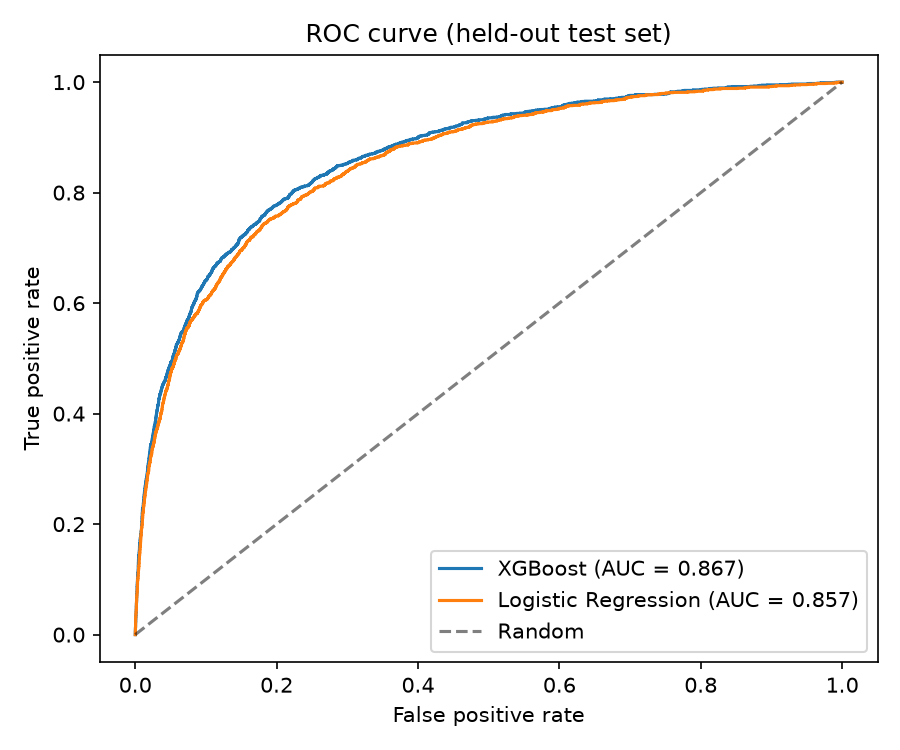 ROC curve (held-out test set)
True positive rate
1.0
0.8
0.6
0.4
0.2
0.0
XGBoost (AUC = 0.867)
Logistic Regression (AUC = 0.857)
Random
0.0 0.2 0.4 0.6 0.8 1.0
False positive rate